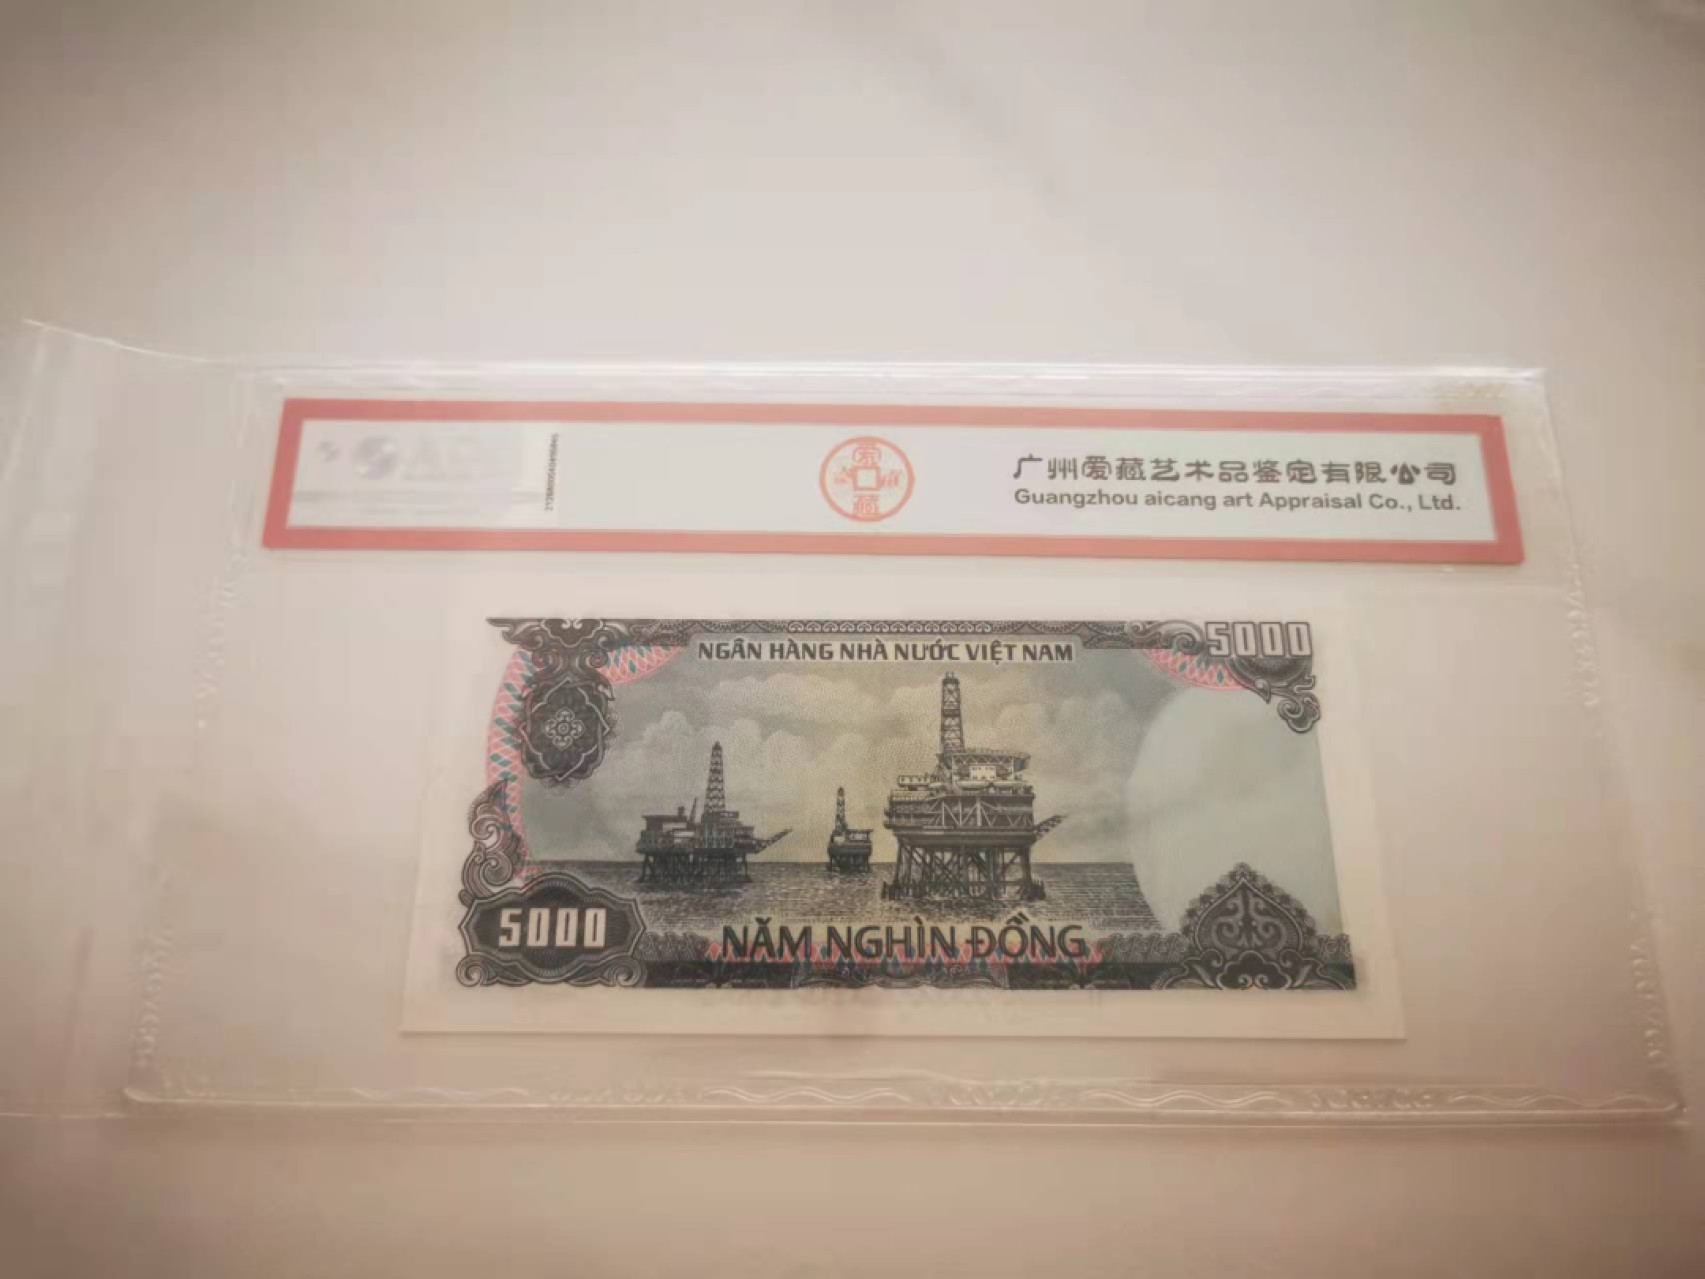 广州爱藏艺术品鉴定有限公司
Guangzhou aicang art Appraisal Co., Ltd.
5000
NGÂN HÀNG NHÀ NƯỚC VIỆT NAM
5000
NĂM NGHÌN ĐỒNG